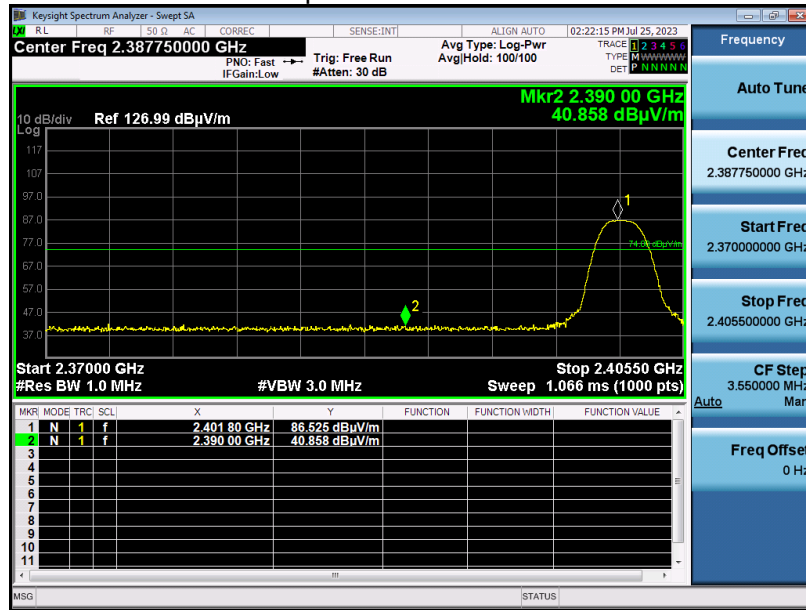 Keysight Spectrum Analyzer - Swept SA
LXI RL RF 50 Ω AC CORREC SENSE:INT ALIGN AUTO 02:22:15 PM Jul 25, 2023
Center Freq 2.387750000 GHz
PNO: Fast
IFGain:Low
Trig: Free Run
#Atten: 30 dB
Avg Type: Log-Pwr
Avg|Hold: 100/100
TRACE 1 2 3 4 5 6
TYPE M WWWWW
DET P N N N N N
Mkr2 2.390 00 GHz
40.858 dBµV/m
10 dB/div Ref 126.99 dBµV/m
Log
117
107
97.0
87.0
77.0
67.0
57.0
47.0
37.0
1
2
Start 2.37000 GHz Stop 2.40550 GHz
#Res BW 1.0 MHz #VBW 3.0 MHz Sweep 1.066 ms (1000 pts)
MKR MODE TRC SCL X Y FUNCTION FUNCTION WIDTH FUNCTION VALUE
1 N 1 f 2.401 80 GHz 86.525 dBµV/m
2 N 1 f 2.390 00 GHz 40.858 dBµV/m
3
4
5
6
7
8
9
10
11
MSG STATUS
Frequency
Auto Tune
Center Freq
2.387750000 GHz
Start Freq
2.370000000 GHz
Stop Freq
2.405500000 GHz
CF Step
3.550000 MHz
Auto Man
Freq Offset
0 Hz